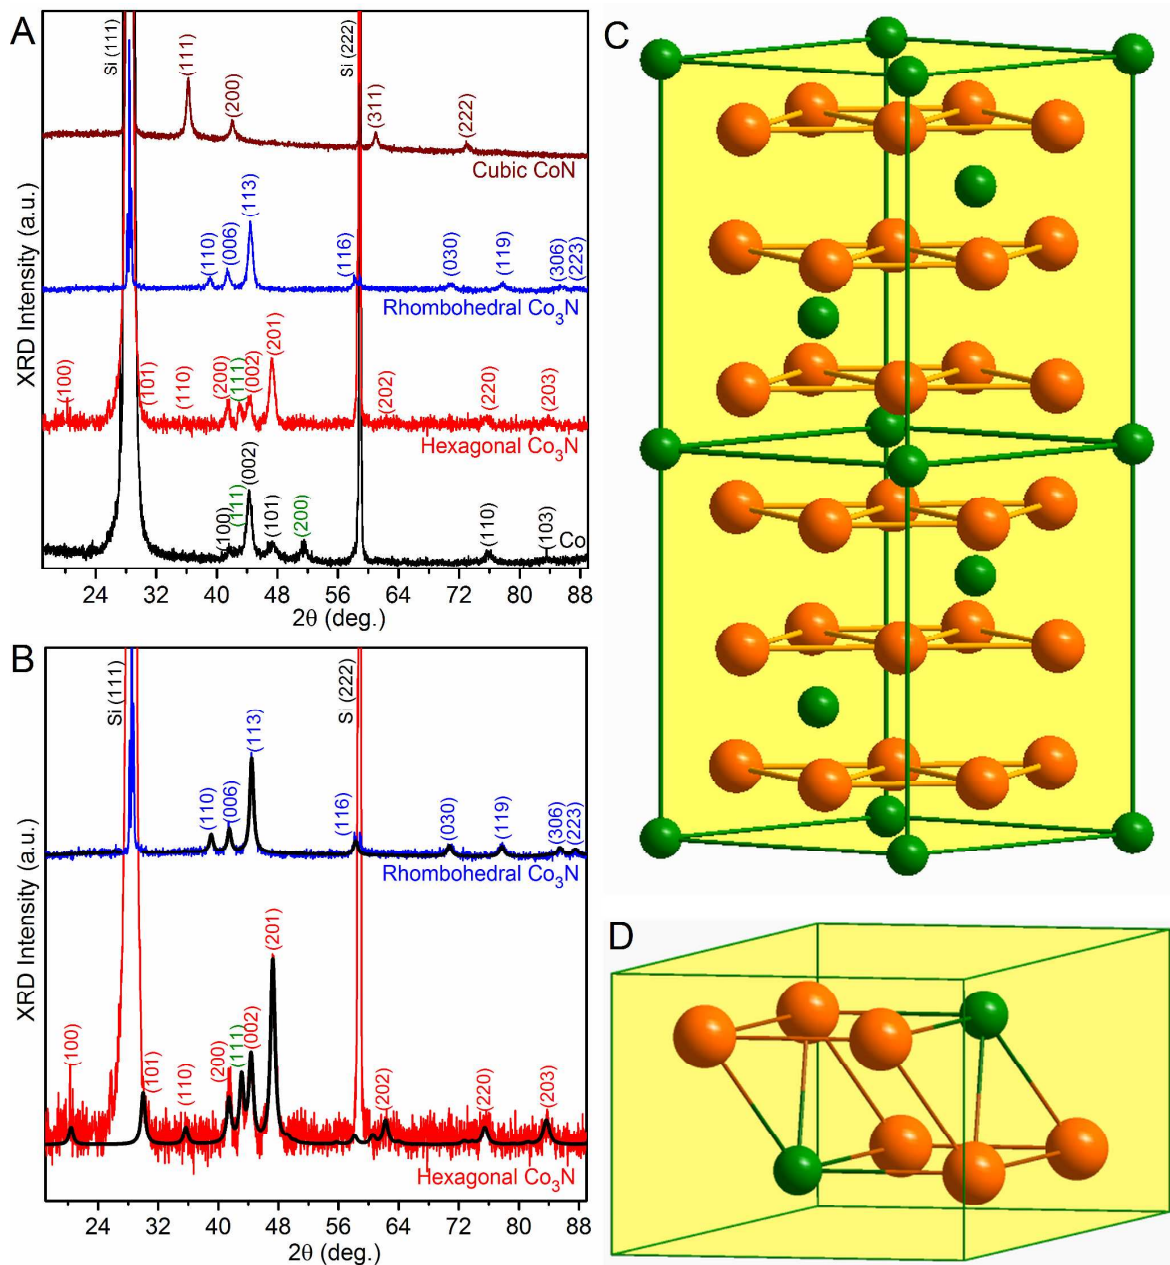 A
XRD Intensity (a.u.)
Si (111)
(111)
(200)
Si (222)
(311)
(222)
Cubic CoN
(110)
(006)
(113)
(116)
(030)
(119)
(306)
(223)
Rhombohedral Co₃N
(100)
(101)
(110)
(200)
(111)
(002)
(201)
(202)
(220)
(203)
Hexagonal Co₃N
(100)
(111)
(002)
(101)
(200)
(110)
(103)
Co
24 32 40 48 56 64 72 80 88
2θ (deg.)
B
XRD Intensity (a.u.)
Si (111)
(110)
(006)
(113)
(116)
Si (222)
(030)
(119)
(306)
(223)
Rhombohedral Co₃N
(100)
(101)
(110)
(200)
(111)
(002)
(201)
(202)
(220)
(203)
Hexagonal Co₃N
24 32 40 48 56 64 72 80 88
2θ (deg.)
C
D